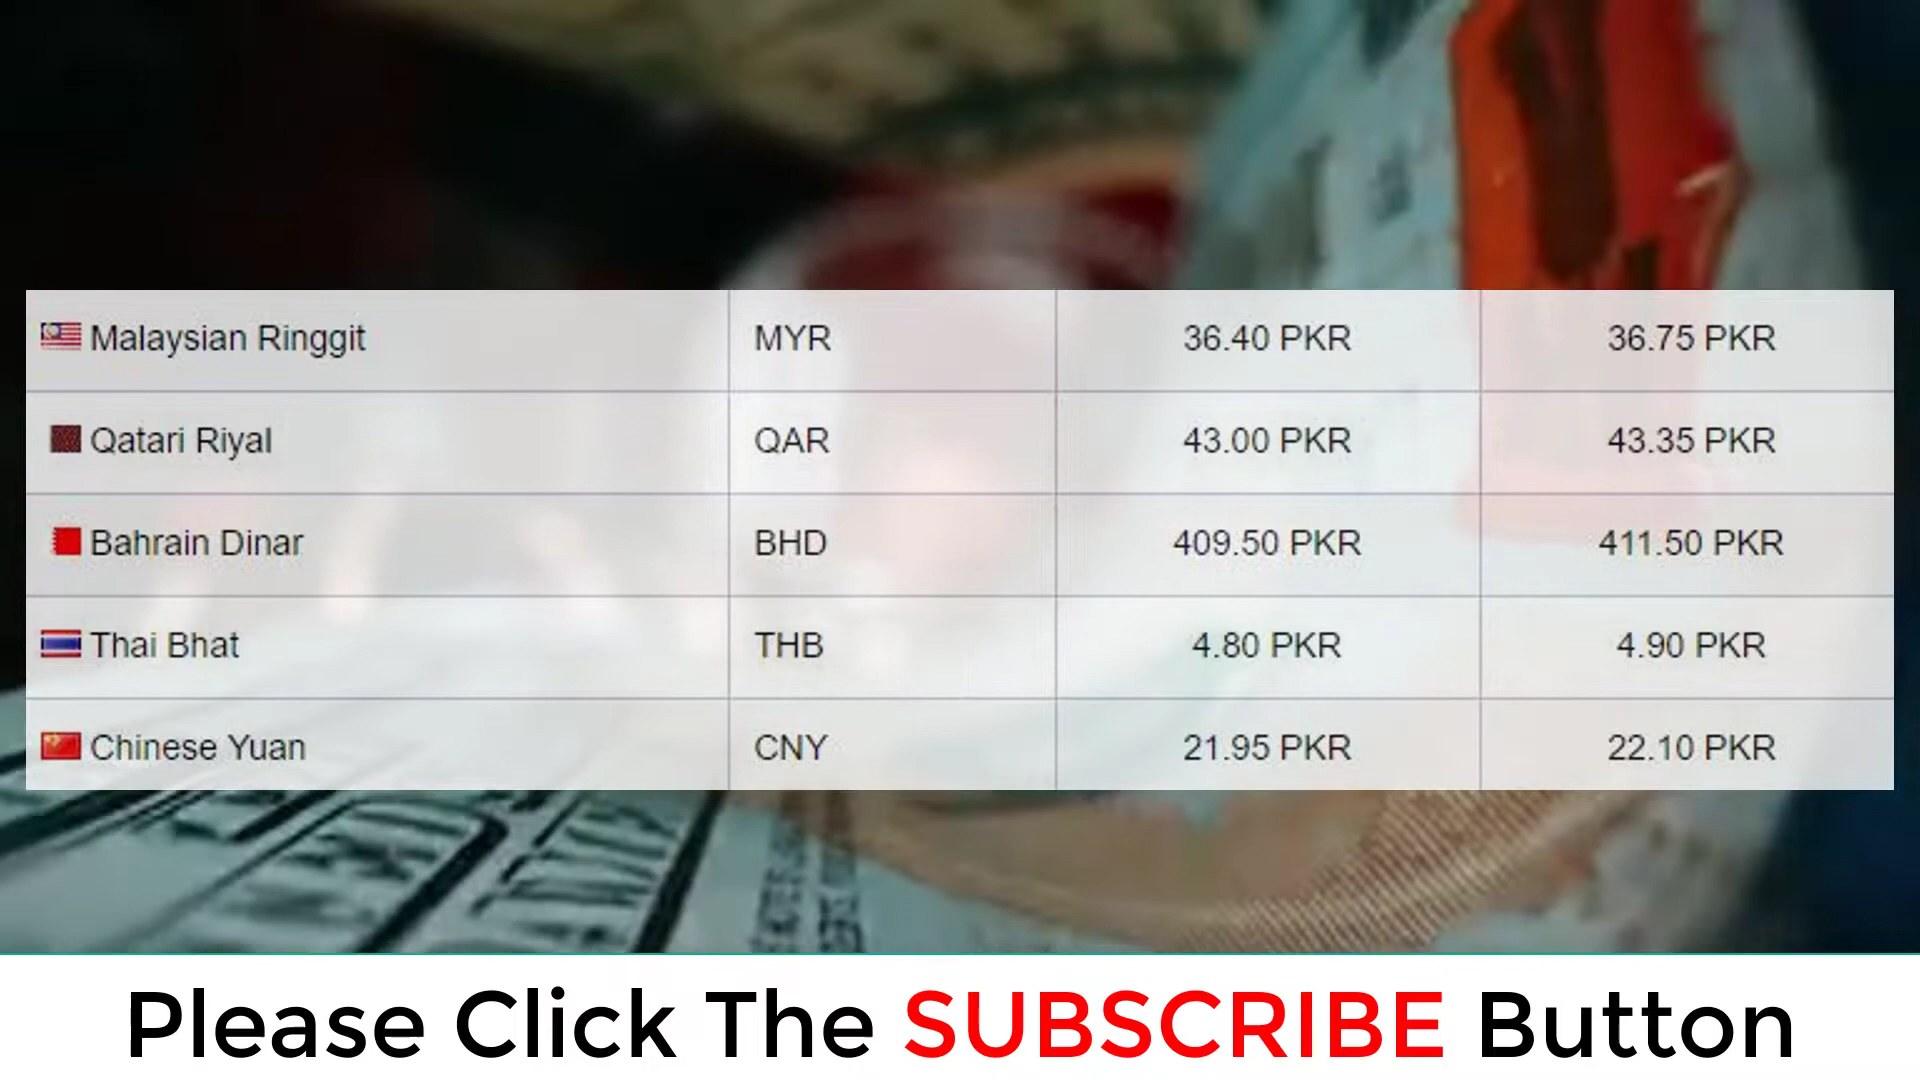 Malaysian Ringgit MYR 36.40 PKR 36.75 PKR
Qatari Riyal QAR 43.00 PKR 43.35 PKR
Bahrain Dinar BHD 409.50 PKR 411.50 PKR
Thai Bhat THB 4.80 PKR 4.90 PKR
Chinese Yuan CNY 21.95 PKR 22.10 PKR
Please Click The SUBSCRIBE Button